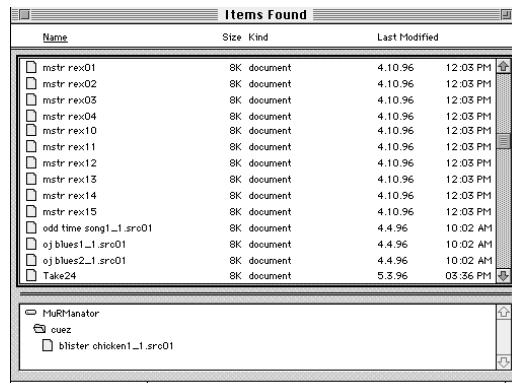 Items Found
Name Size Kind Last Modified
mstr rex01 8K document 4.10.96 12:03 PM
mstr rex02 8K document 4.10.96 12:03 PM
mstr rex03 8K document 4.10.96 12:03 PM
mstr rex04 8K document 4.10.96 12:03 PM
mstr rex10 8K document 4.10.96 12:03 PM
mstr rex11 8K document 4.10.96 12:03 PM
mstr rex12 8K document 4.10.96 12:03 PM
mstr rex13 8K document 4.10.96 12:03 PM
mstr rex14 8K document 4.10.96 12:03 PM
mstr rex15 8K document 4.10.96 12:03 PM
odd time song1_1.src01 8K document 4.4.96 10:02 AM
oj blues1_1.src01 8K document 4.4.96 10:02 AM
oj blues2_1.src01 8K document 4.4.96 10:02 AM
Take24 8K document 5.3.96 03:36 PM
MuRManator
cuez
blister chicken1_1.src01